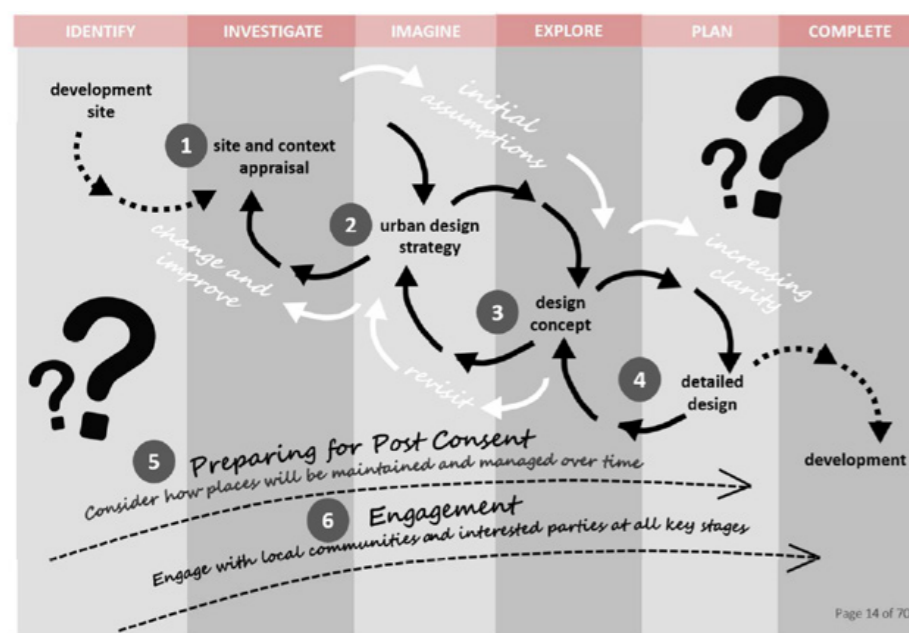 IDENTIFY INVESTIGATE IMAGINE EXPLORE PLAN COMPLETE
development
site
1
site and context
appraisal
initial
assumptions
2
urban design
strategy
change and
improve
increasing
clarity
3
design
concept
revisit
4
detailed
design
development
5 Preparing for Post Consent
Consider how places will be maintained and managed over time
6 Engagement
Engage with local communities and interested parties at all key stages
??
??
Page 14 of 70